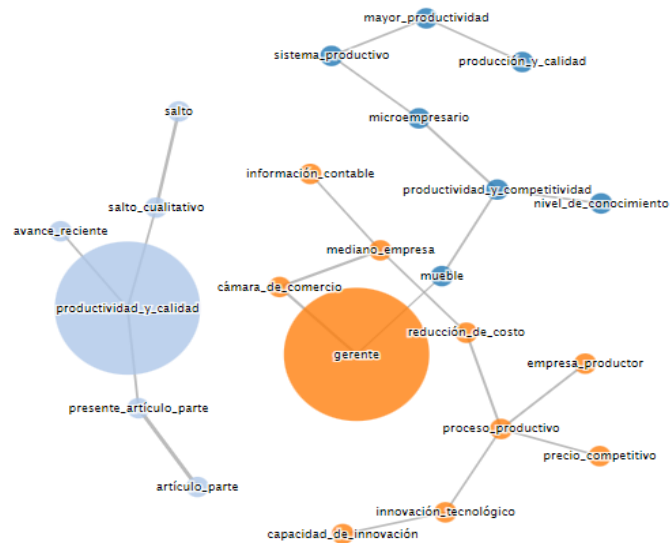 mayor_productividad
sistema_productivo
producción_y_calidad
salto
microempresario
información_contable
productividad_y_competitividad
salto_cualitativo
nivel_de_conocimiento
avance_reciente
mediano_empresa
mueble
cámara_de_comercio
productividad_y_calidad
reducción_de_costo
gerente
empresa_productor
presente_artículo_parte
proceso_productivo
precio_competitivo
artículo_parte
innovación_tecnológico
capacidad_de_innovación